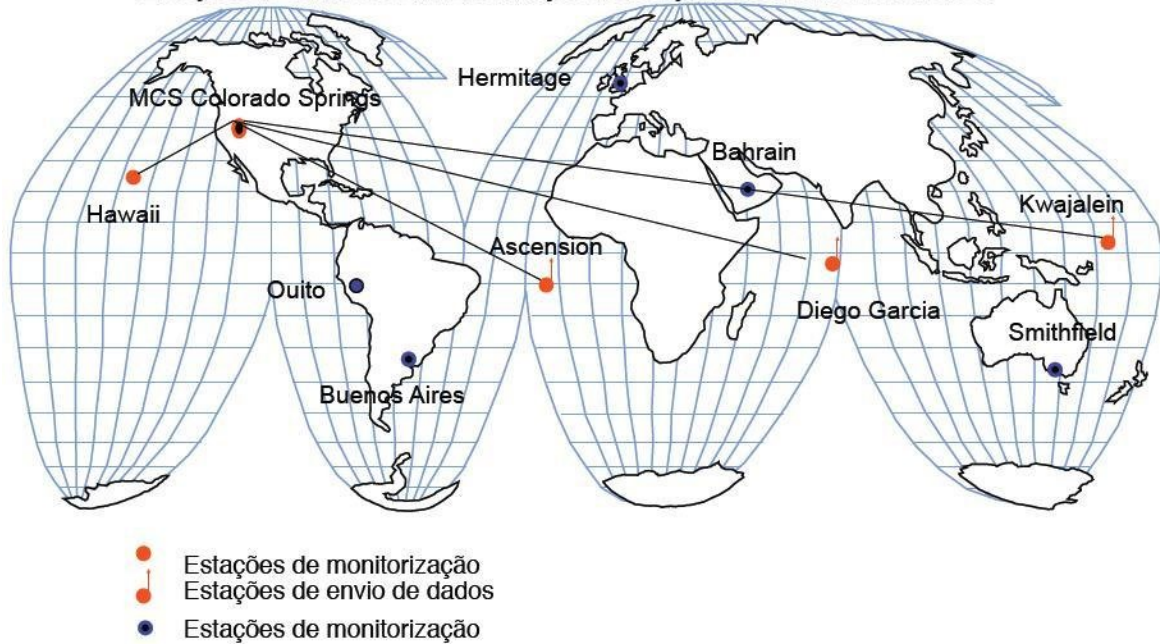 Hermitage
MCS Colorado Springs
Bahrain
Kwajalein
Hawaii
Ascension
Ouito
Diego Garcia
Smithfield
Buenos Aires
Estações de monitorização
Estações de envio de dados
Estações de monitorização